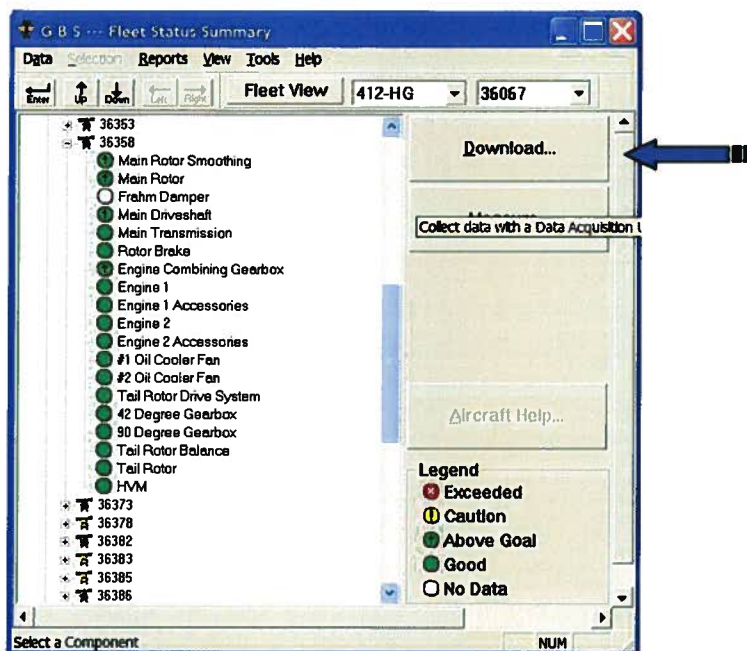 G B S --- Fleet Status Summary
Data Selection Reports View Tools Help
Enter Up Down Left Right Fleet View 412-HG 36067
36353
36358
Main Rotor Smoothing
Main Rotor
Frahm Damper
Main Driveshaft
Main Transmission
Rotor Brake
Engine Combining Gearbox
Engine 1
Engine 1 Accessories
Engine 2
Engine 2 Accessories
#1 Oil Cooler Fan
#2 Oil Cooler Fan
Tail Rotor Drive System
42 Degree Gearbox
90 Degree Gearbox
Tail Rotor Balance
Tail Rotor
HVM
36373
36378
36382
36383
36385
36386
Download...
Collect data with a Data Acquisition U
Aircraft Help...
Legend
Exceeded
Caution
Above Goal
Good
No Data
Select a Component NUM